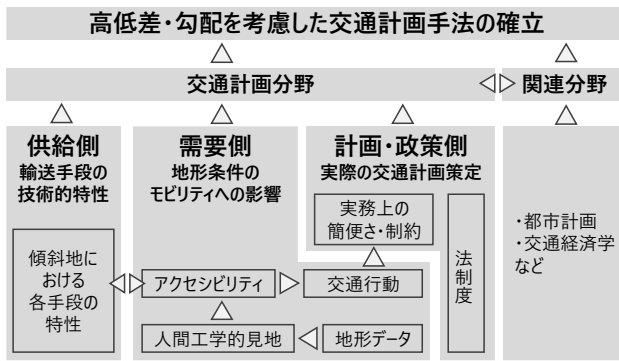 高低差・勾配を考慮した交通計画手法の確立
交通計画分野
関連分野
供給側
輸送手段の
技術的特性
需要側
地形条件の
モビリティへの影響
計画・政策側
実際の交通計画策定
実務上の
簡便さ・制約
傾斜地に
おける
各手段の
特性
アクセシビリティ
交通行動
人間工学的見地
地形データ
法制度
・都市計画
・交通経済学
など